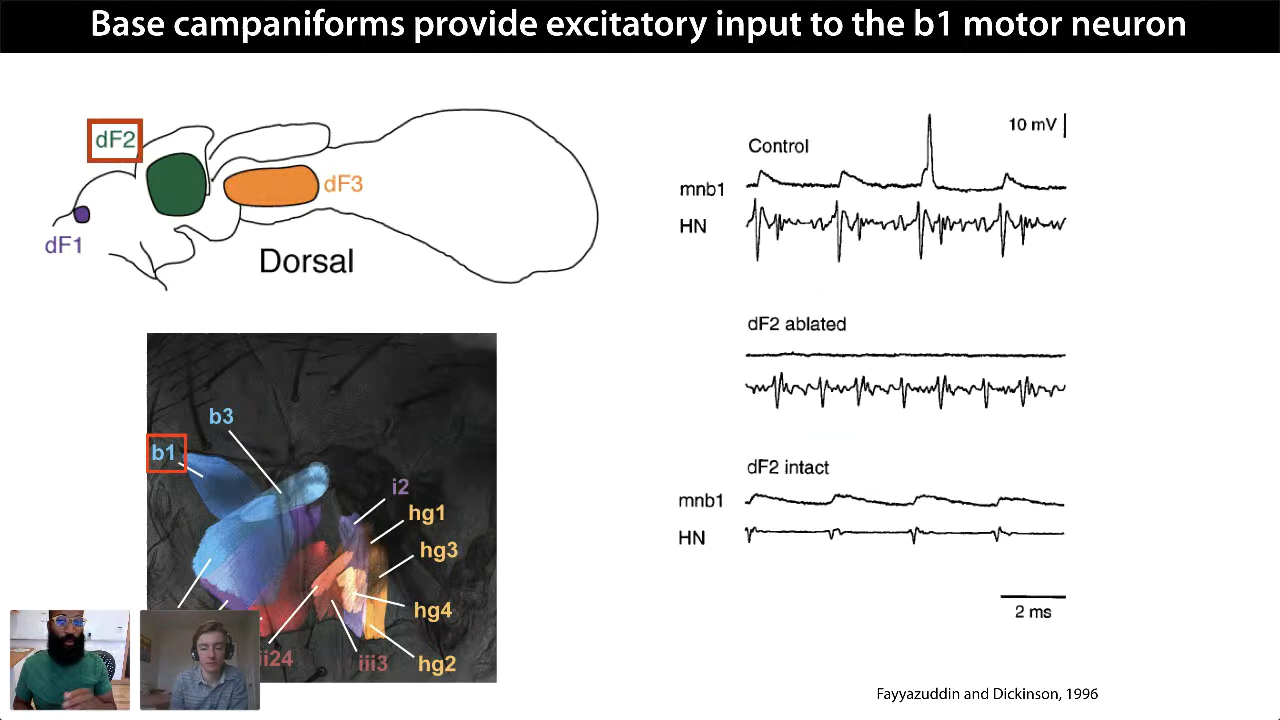 Base campaniforms provide excitatory input to the b1 motor neuron
dF2
dF3
dF1
Dorsal
10 mV
Control
mnb1
HN
dF2 ablated
dF2 intact
mnb1
HN
2 ms
b3
b1
i2
hg1
hg3
hg4
iii3
hg2
Fayyazuddin and Dickinson, 1996